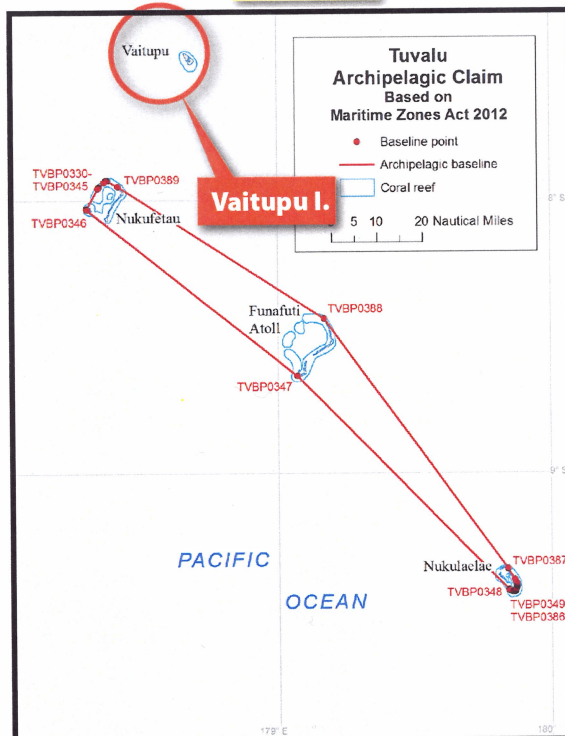 Vaitupu
Tuvalu
Archipelagic Claim
Based on
Maritime Zones Act 2012
Baseline point
Archipelagic baseline
Coral reef
5 10 20 Nautical Miles
TVBP0330-
TVBP0345
TVBP0389
TVBP0346
Nukufetau
Vaitupu I.
Funafuti
Atoll
TVBP0388
TVBP0347
9° S
PACIFIC
OCEAN
Nukulaelae
TVBP0387
TVBP0348
TVBP0349
TVBP0386
179° E
180°